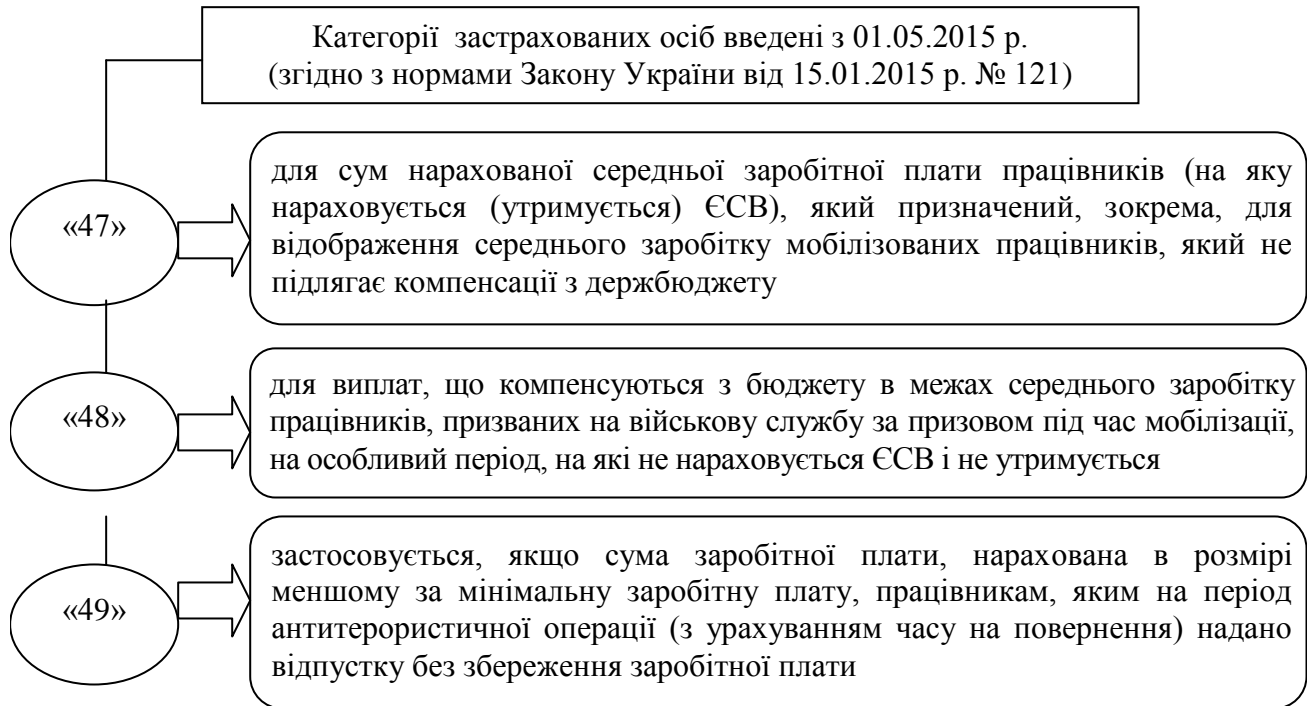 Категорії застрахованих осіб введені з 01.05.2015 р.
(згідно з нормами Закону України від 15.01.2015 р. № 121)
«47»
для сум нарахованої середньої заробітної плати працівників (на яку
нараховується (утримується) ЄСВ), який призначений, зокрема, для
відображення середнього заробітку мобілізованих працівників, який не
підлягає компенсації з держбюджету
«48»
для виплат, що компенсуються з бюджету в межах середнього заробітку
працівників, призваних на військову службу за призовом під час мобілізації,
на особливий період, на які не нараховується ЄСВ і не утримується
«49»
застосовується, якщо сума заробітної плати, нарахована в розмірі
меншому за мінімальну заробітну плату, працівникам, яким на період
антитерористичної операції (з урахуванням часу на повернення) надано
відпустку без збереження заробітної плати